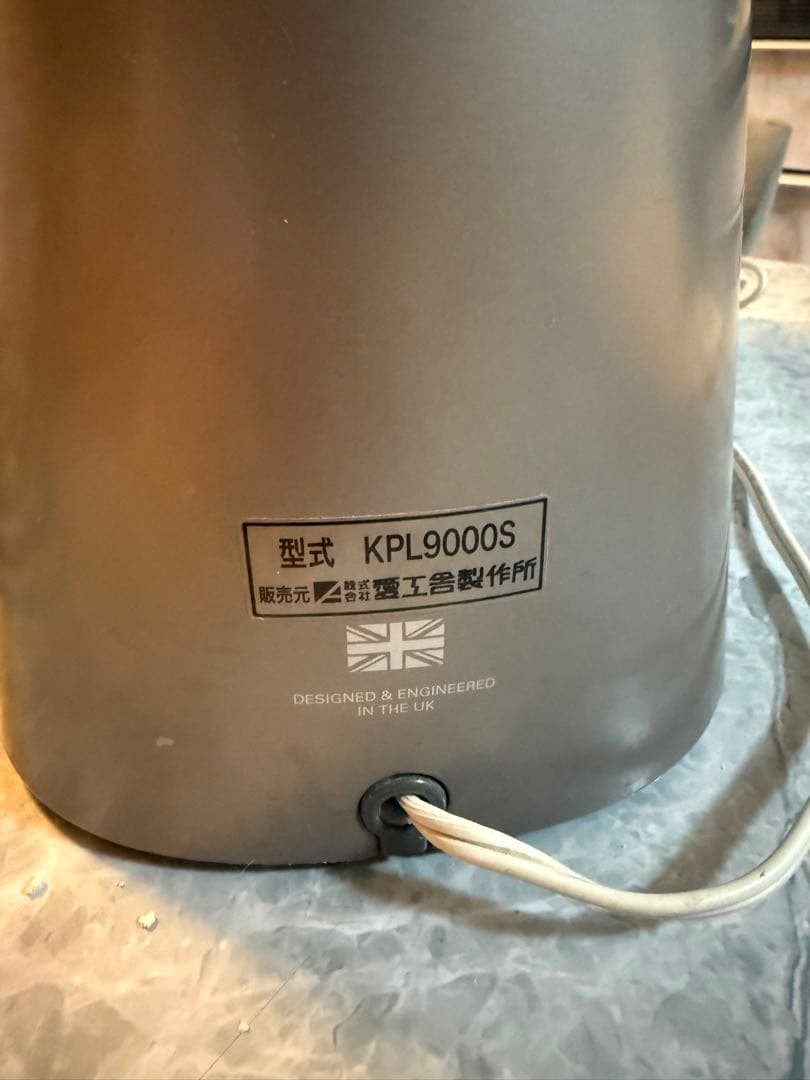 型式 KPL9000S
販売元 株式会社 愛工舎製作所
DESIGNED & ENGINEERED
IN THE UK